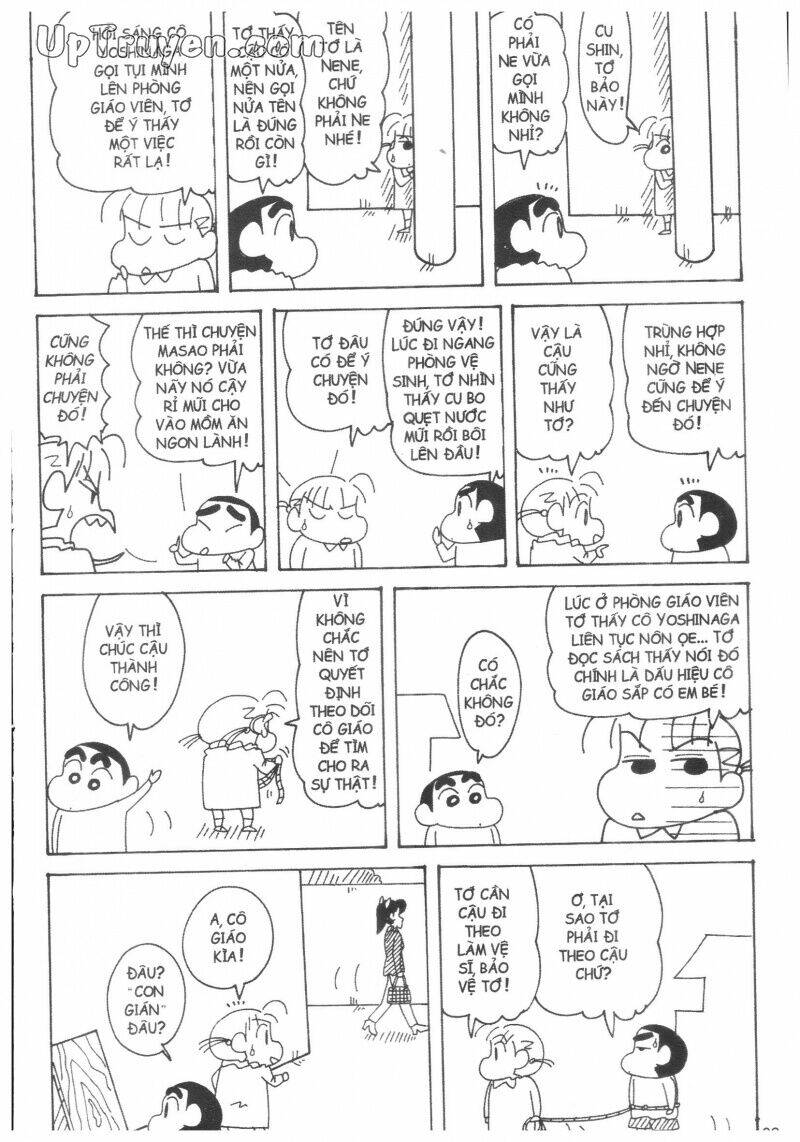 CU
SHIN,
TỚ
BẢO
NÀY!
CÓ
PHẢI
NE VỪA
GỌI
MÌNH
KHÔNG
NHỈ?
TÊN
TỚ LÀ
NENE,
CHỨ
KHÔNG
PHẢI NE
NHÉ!
TỚ THẤY
CẬU CÓ
MỘT NỬA,
NÊN GỌI
NỬA TÊN
LÀ ĐÚNG
RỒI CÒN
GÌ!
HỒI SÁNG CÔ
YOSHINAGA
GỌI TỤI MÌNH
LÊN PHÒNG
GIÁO VIÊN, TỚ
ĐỂ Ý THẤY
MỘT VIỆC
RẤT LẠ!
UpTruyen.com
TRÙNG HỢP
NHỈ, KHÔNG
NGỜ NENE
CŨNG ĐỂ Ý
ĐẾN CHUYỆN
ĐÓ!
VẬY LÀ
CẬU
CŨNG
THẤY
NHƯ
TỚ?
ĐÚNG VẬY!
LÚC ĐI NGANG
PHÒNG VỆ
SINH, TỚ NHÌN
THẤY CU BO
QUẸT NƯỚC
MŨI RỒI BÔI
LÊN ĐẦU!
TỚ ĐÂU
CÓ ĐỂ Ý
CHUYỆN
ĐÓ!
THẾ THÌ CHUYỆN
MASAO PHẢI
KHÔNG? VỪA
NÃY NÓ CẬY
RỈ MŨI CHO
VÀO MỒM ĂN
NGON LÀNH!
CŨNG
KHÔNG
PHẢI
CHUYỆN
ĐÓ!
LÚC Ở PHÒNG GIÁO VIÊN
TỚ THẤY CÔ YOSHINAGA
LIÊN TỤC NÔN OẸ... TỚ
ĐỌC SÁCH THẤY NÓI ĐÓ
CHÍNH LÀ DẤU HIỆU CÔ
GIÁO SẮP CÓ EM BÉ!
CÓ
CHẮC
KHÔNG
ĐÓ?
VÌ
KHÔNG
CHẮC
NÊN TỚ
QUYẾT
ĐỊNH
THEO DÕI
CÔ GIÁO
ĐỂ TÌM
CHO RA
SỰ THẬT!
VẬY THÌ
CHÚC CẬU
THÀNH
CÔNG!
Ơ, TẠI
SAO TỚ
PHẢI ĐI
THEO CẬU
CHỨ?
TỚ CẦN
CẬU ĐI
THEO
LÀM VỆ
SĨ, BẢO
VỆ TỚ!
A, CÔ
GIÁO
KÌA!
ĐÂU?
"CON
GIÁN"
ĐÂU?